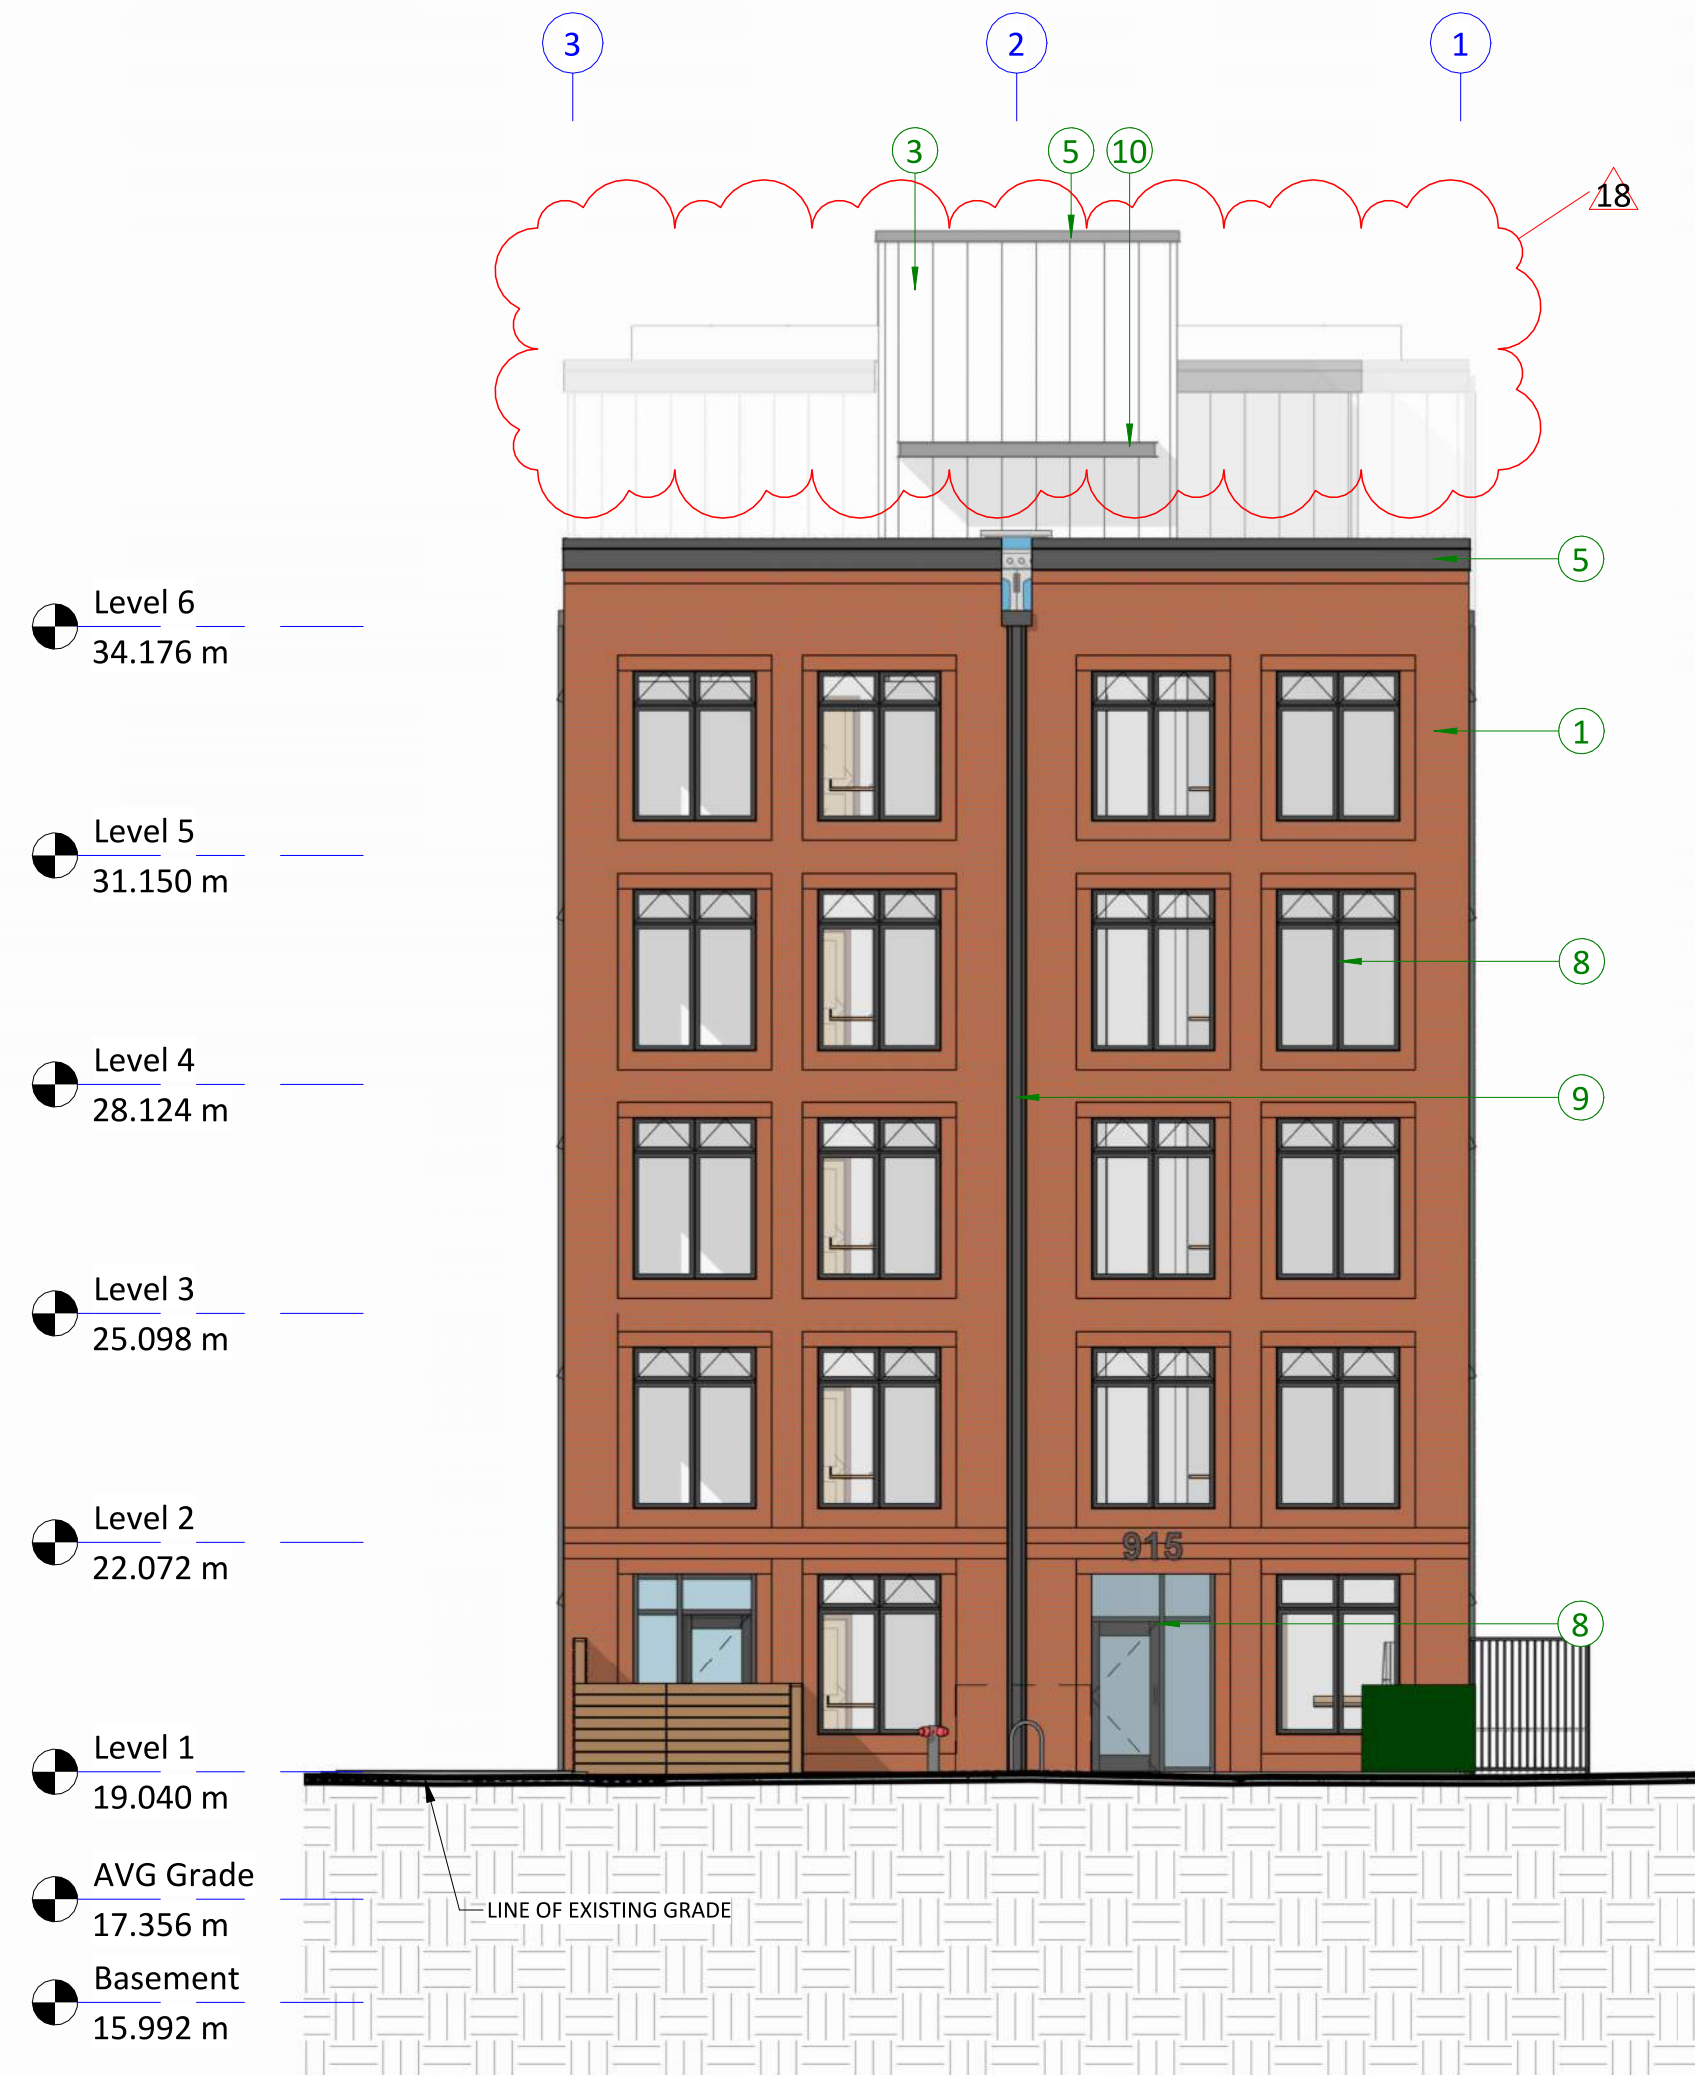 3 2 1
3 5 10
18
5
Level 6
34.176 m
1
Level 5
31.150 m
8
Level 4
28.124 m
9
Level 3
25.098 m
Level 2
22.072 m
915
8
Level 1
19.040 m
AVG Grade
17.356 m
LINE OF EXISTING GRADE
Basement
15.992 m